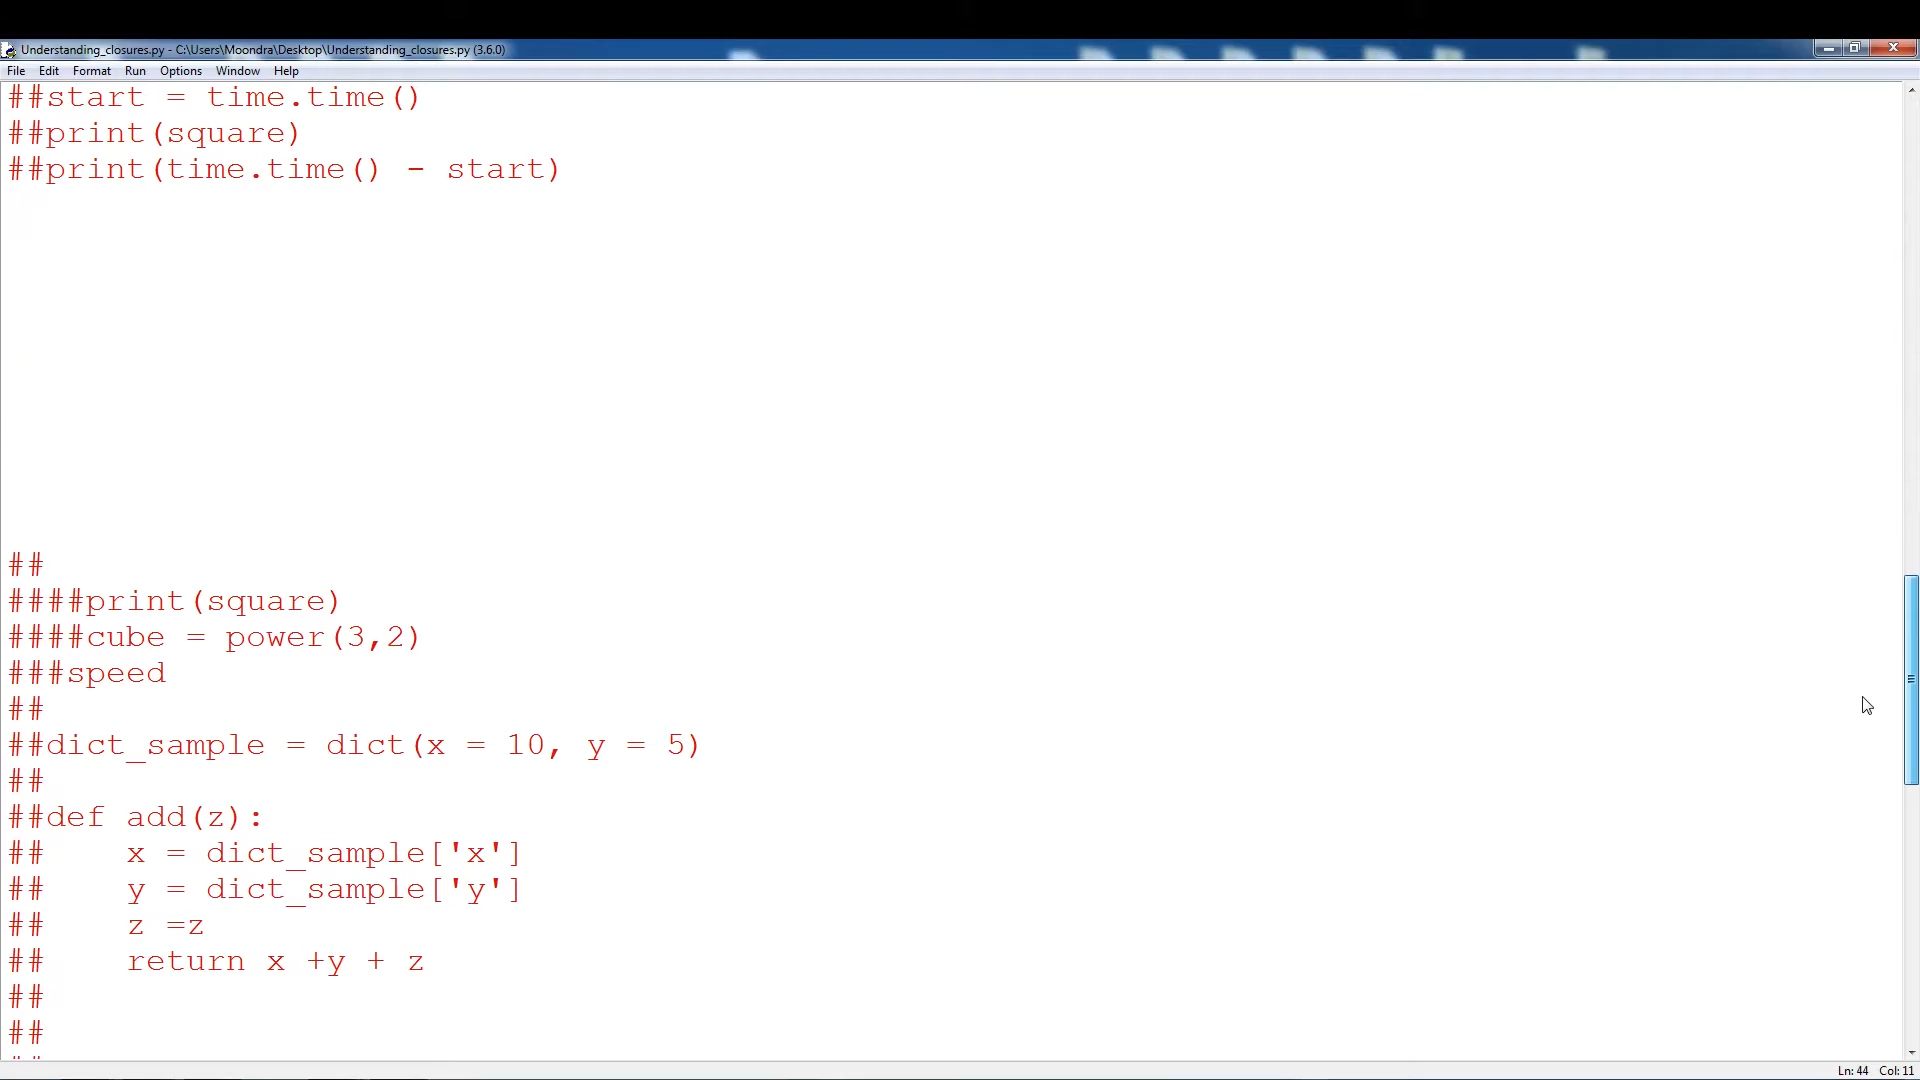 Understanding_closures.py - C:\Users\Moondra\Desktop\Understanding_closures.py (3.6.0)
File Edit Format Run Options Window Help
##start = time.time()
##print(square)
##print(time.time() - start)
##
####print(square)
####cube = power(3,2)
###speed
##
##dict_sample = dict(x = 10, y = 5)
##
##def add(z):
##    x = dict_sample['x']
##    y = dict_sample['y']
##    z =z
##    return x +y + z
##
##
Ln: 44 Col: 11